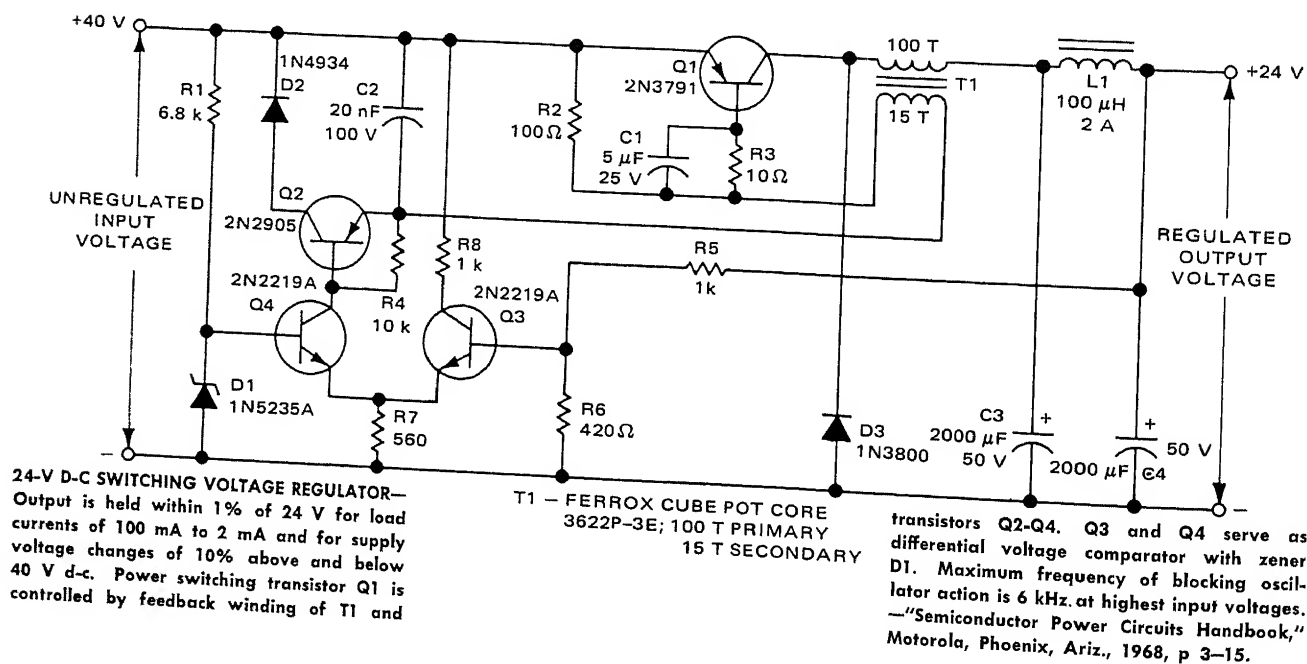 +40 V
1N4934
D2
C2
20 nF
100 V
R1
6.8 k
R2
100Ω
Q1
2N3791
C1
5 µF
25 V
R3
10Ω
100 T
T1
15 T
L1
100 µH
2 A
+24 V
UNREGULATED
INPUT
VOLTAGE
Q2
2N2905
R8
1 k
R5
1k
REGULATED
OUTPUT
VOLTAGE
2N2219A
Q4
R4
10 k
2N2219A
Q3
D1
1N5235A
R7
560
R6
420Ω
D3
1N3800
C3
2000 µF
50 V
+
+
50 V
2000 µF
C4
–
–
24-V D-C SWITCHING VOLTAGE REGULATOR—
Output is held within 1% of 24 V for load
currents of 100 mA to 2 mA and for supply
voltage changes of 10% above and below
40 V d-c. Power switching transistor Q1 is
controlled by feedback winding of T1 and
T1 – FERROX CUBE POT CORE
3622P–3E; 100 T PRIMARY
15 T SECONDARY
transistors Q2-Q4. Q3 and Q4 serve as
differential voltage comparator with zener
D1. Maximum frequency of blocking oscil-
lator action is 6 kHz. at highest input voltages.
—"Semiconductor Power Circuits Handbook,"
Motorola, Phoenix, Ariz., 1968, p 3–15.